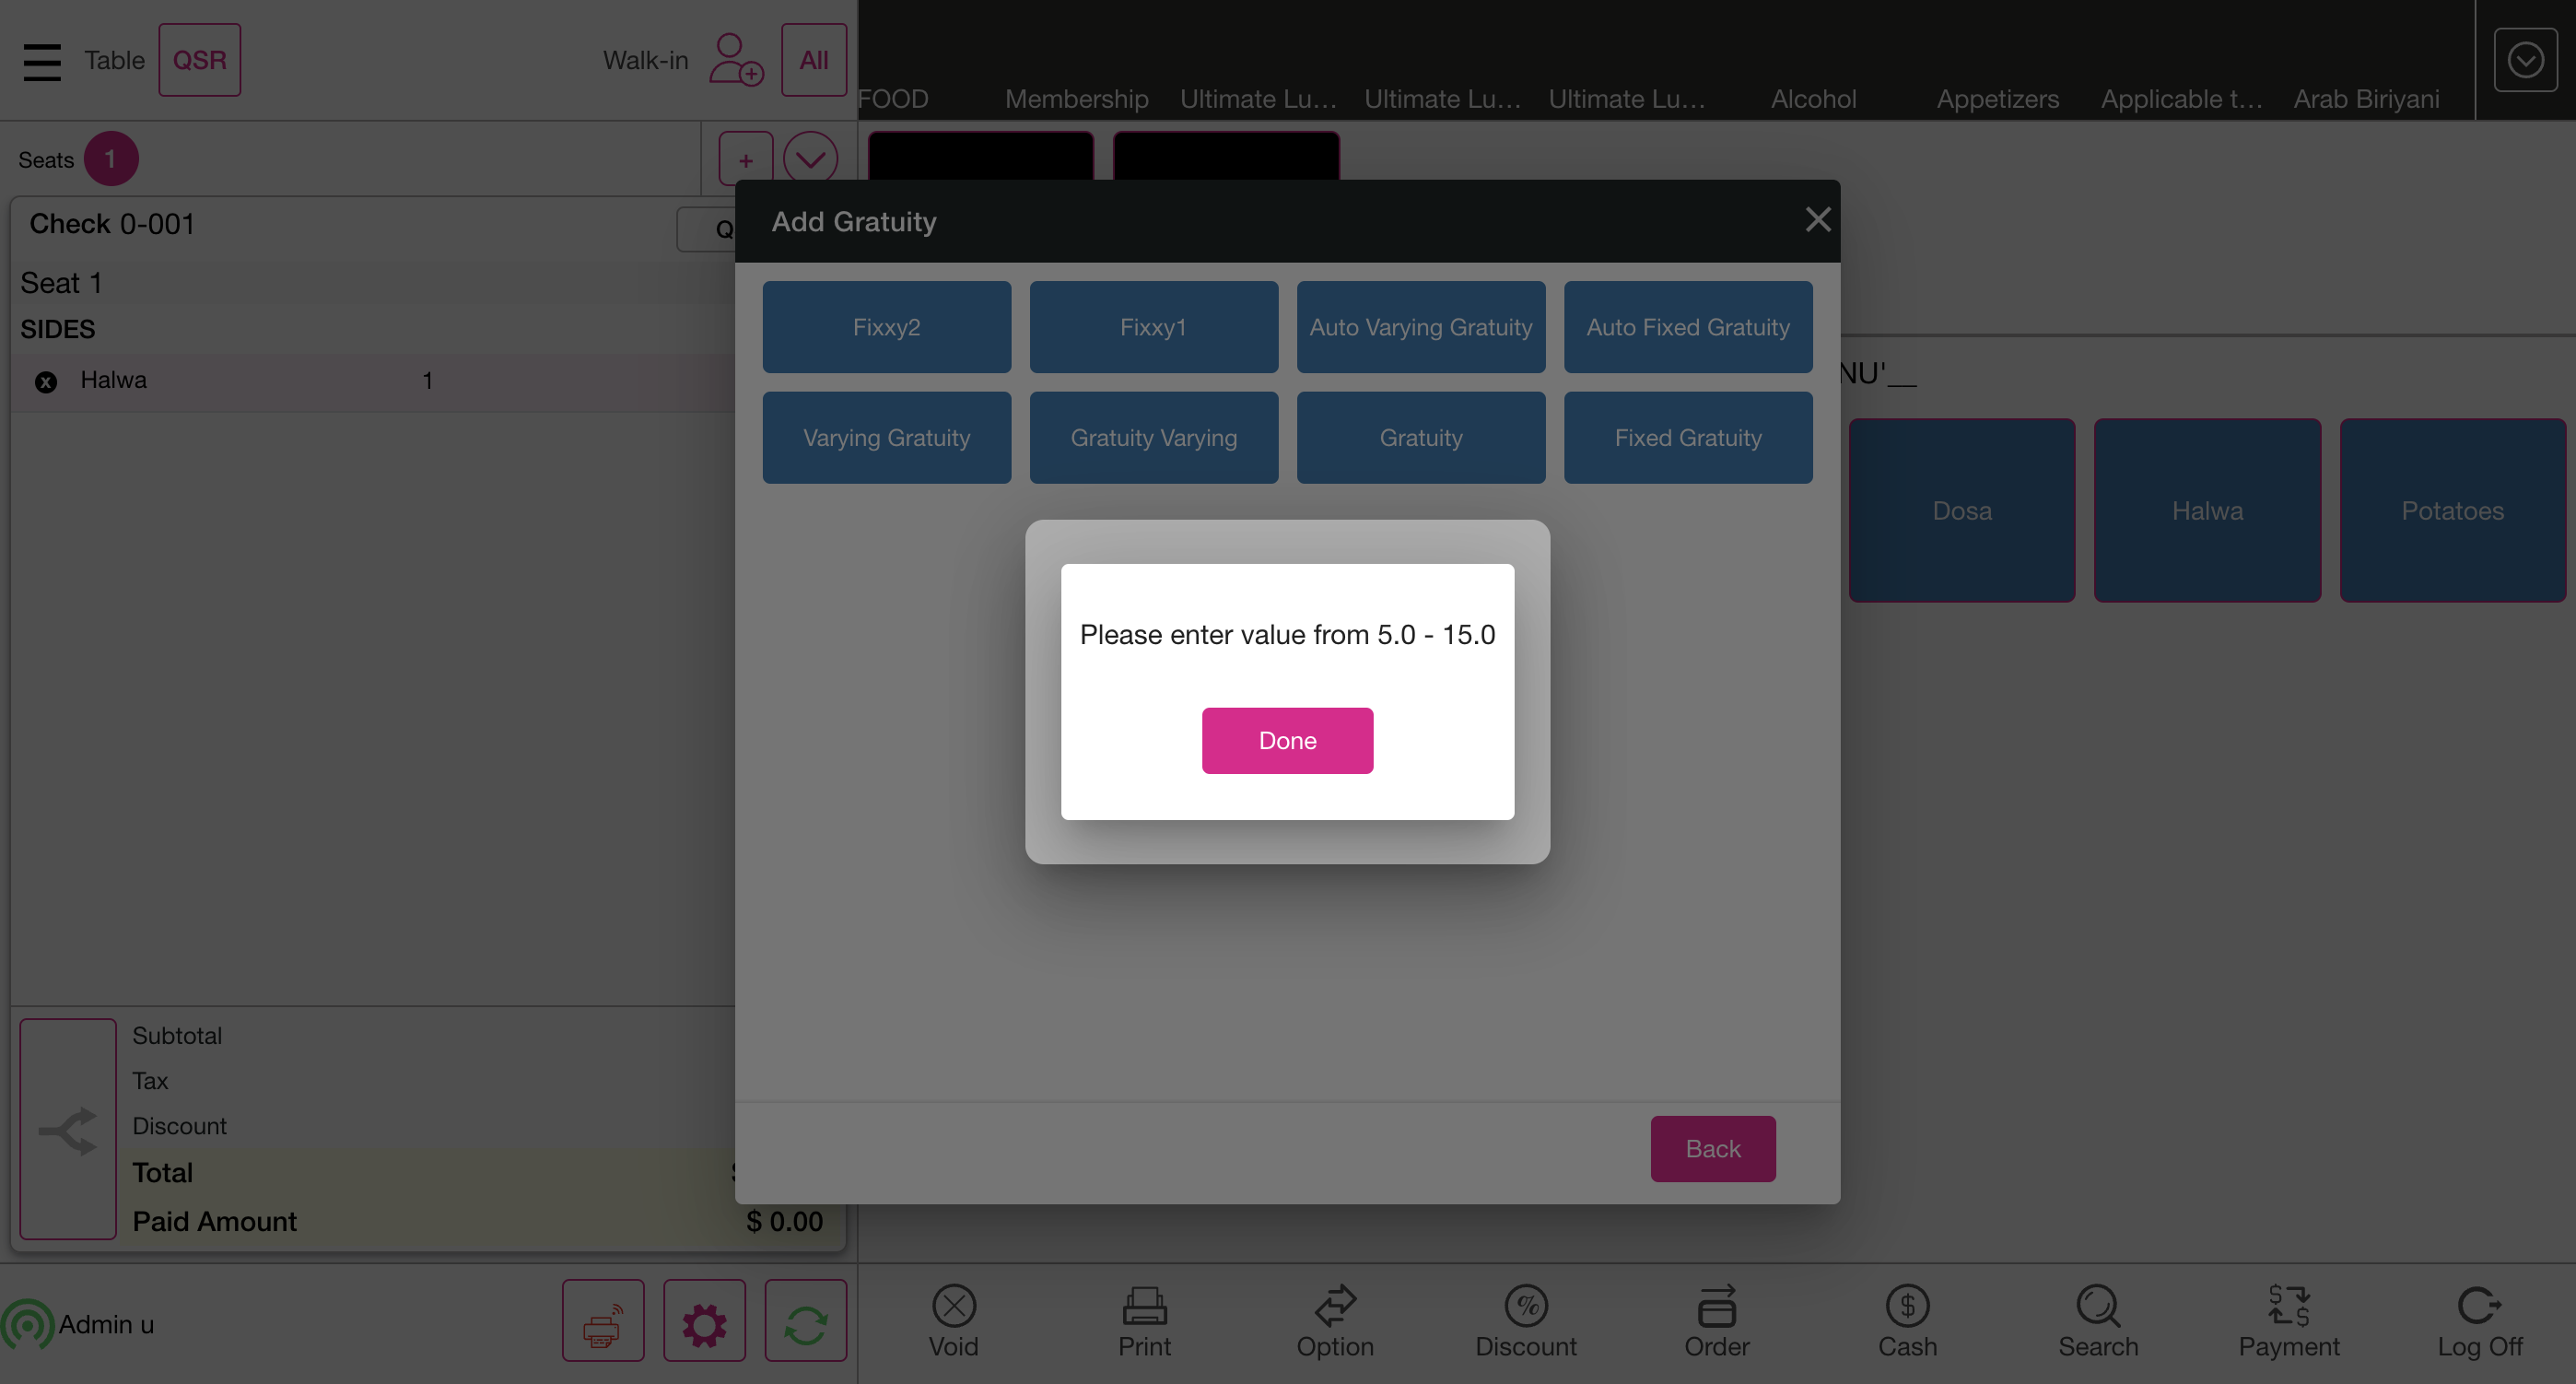 Table
QSR
Walk-in
All
FOOD
Membership
Ultimate Lu...
Ultimate Lu...
Ultimate Lu...
Alcohol
Appetizers
Applicable t...
Arab Biriyani
Seats 1
+
Check 0-001
Q
Seat 1
SIDES
x Halwa 1
Add Gratuity
Fixxy2
Fixxy1
Auto Varying Gratuity
Auto Fixed Gratuity
Varying Gratuity
Gratuity Varying
Gratuity
Fixed Gratuity
NU'__
Dosa
Halwa
Potatoes
Please enter value from 5.0 - 15.0
Done
Subtotal
Tax
Discount
Total
Paid Amount $ 0.00
Back
Admin u
Void
Print
Option
Discount
Order
Cash
Search
Payment
Log Off